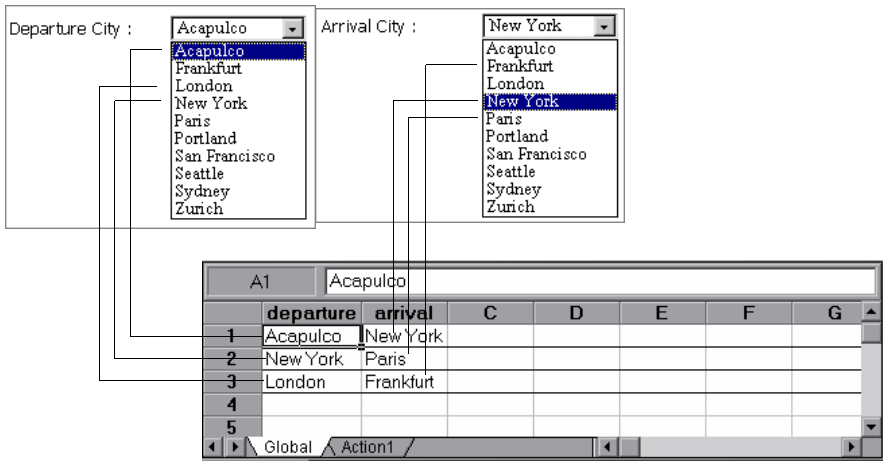 Departure City :
Acapulco
Acapulco
Frankfurt
London
New York
Paris
Portland
San Francisco
Seattle
Sydney
Zurich
Arrival City :
New York
Acapulco
Frankfurt
London
New York
Paris
Portland
San Francisco
Seattle
Sydney
Zurich
A1 Acapulco
departure arrival C D E F G
1 Acapulco New York
2 New York Paris
3 London Frankfurt
4
5
Global Action1